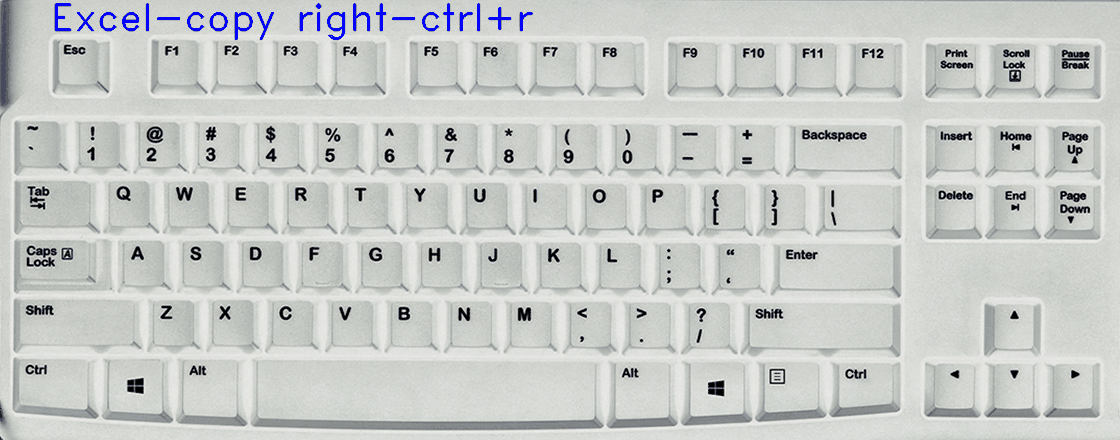 Excel-copy right-ctrl+r
Esc F1 F2 F3 F4 F5 F6 F7 F8 F9 F10 F11 F12 Print Screen Scroll Lock Pause Break
~ ` ! 1 @ 2 # 3 $ 4 % 5 ^ 6 & 7 * 8 ( 9 ) 0 — - + = Backspace Insert Home Page Up
Tab Q W E R T Y U I O P { [ } ] | \ Delete End Page Down
Caps Lock A A S D F G H J K L : ; “ ‘ Enter
Shift Z X C V B N M < , > . ? / Shift
Ctrl Alt Alt Ctrl